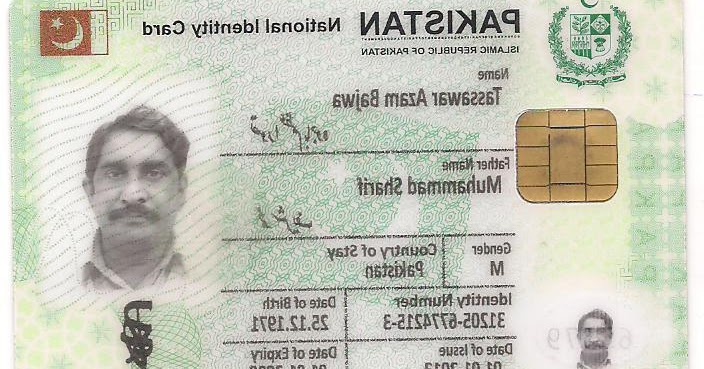 PAKISTAN National Identity Card
ISLAMIC REPUBLIC OF PAKISTAN
Name
Tassawar Azam Bajwa
Father Name
Muhammad Sharif
Gender Country of Stay
M Pakistan
Identity Number Date of Birth
31205-6774215-3 25.12.1971
Date of Issue Date of Expiry